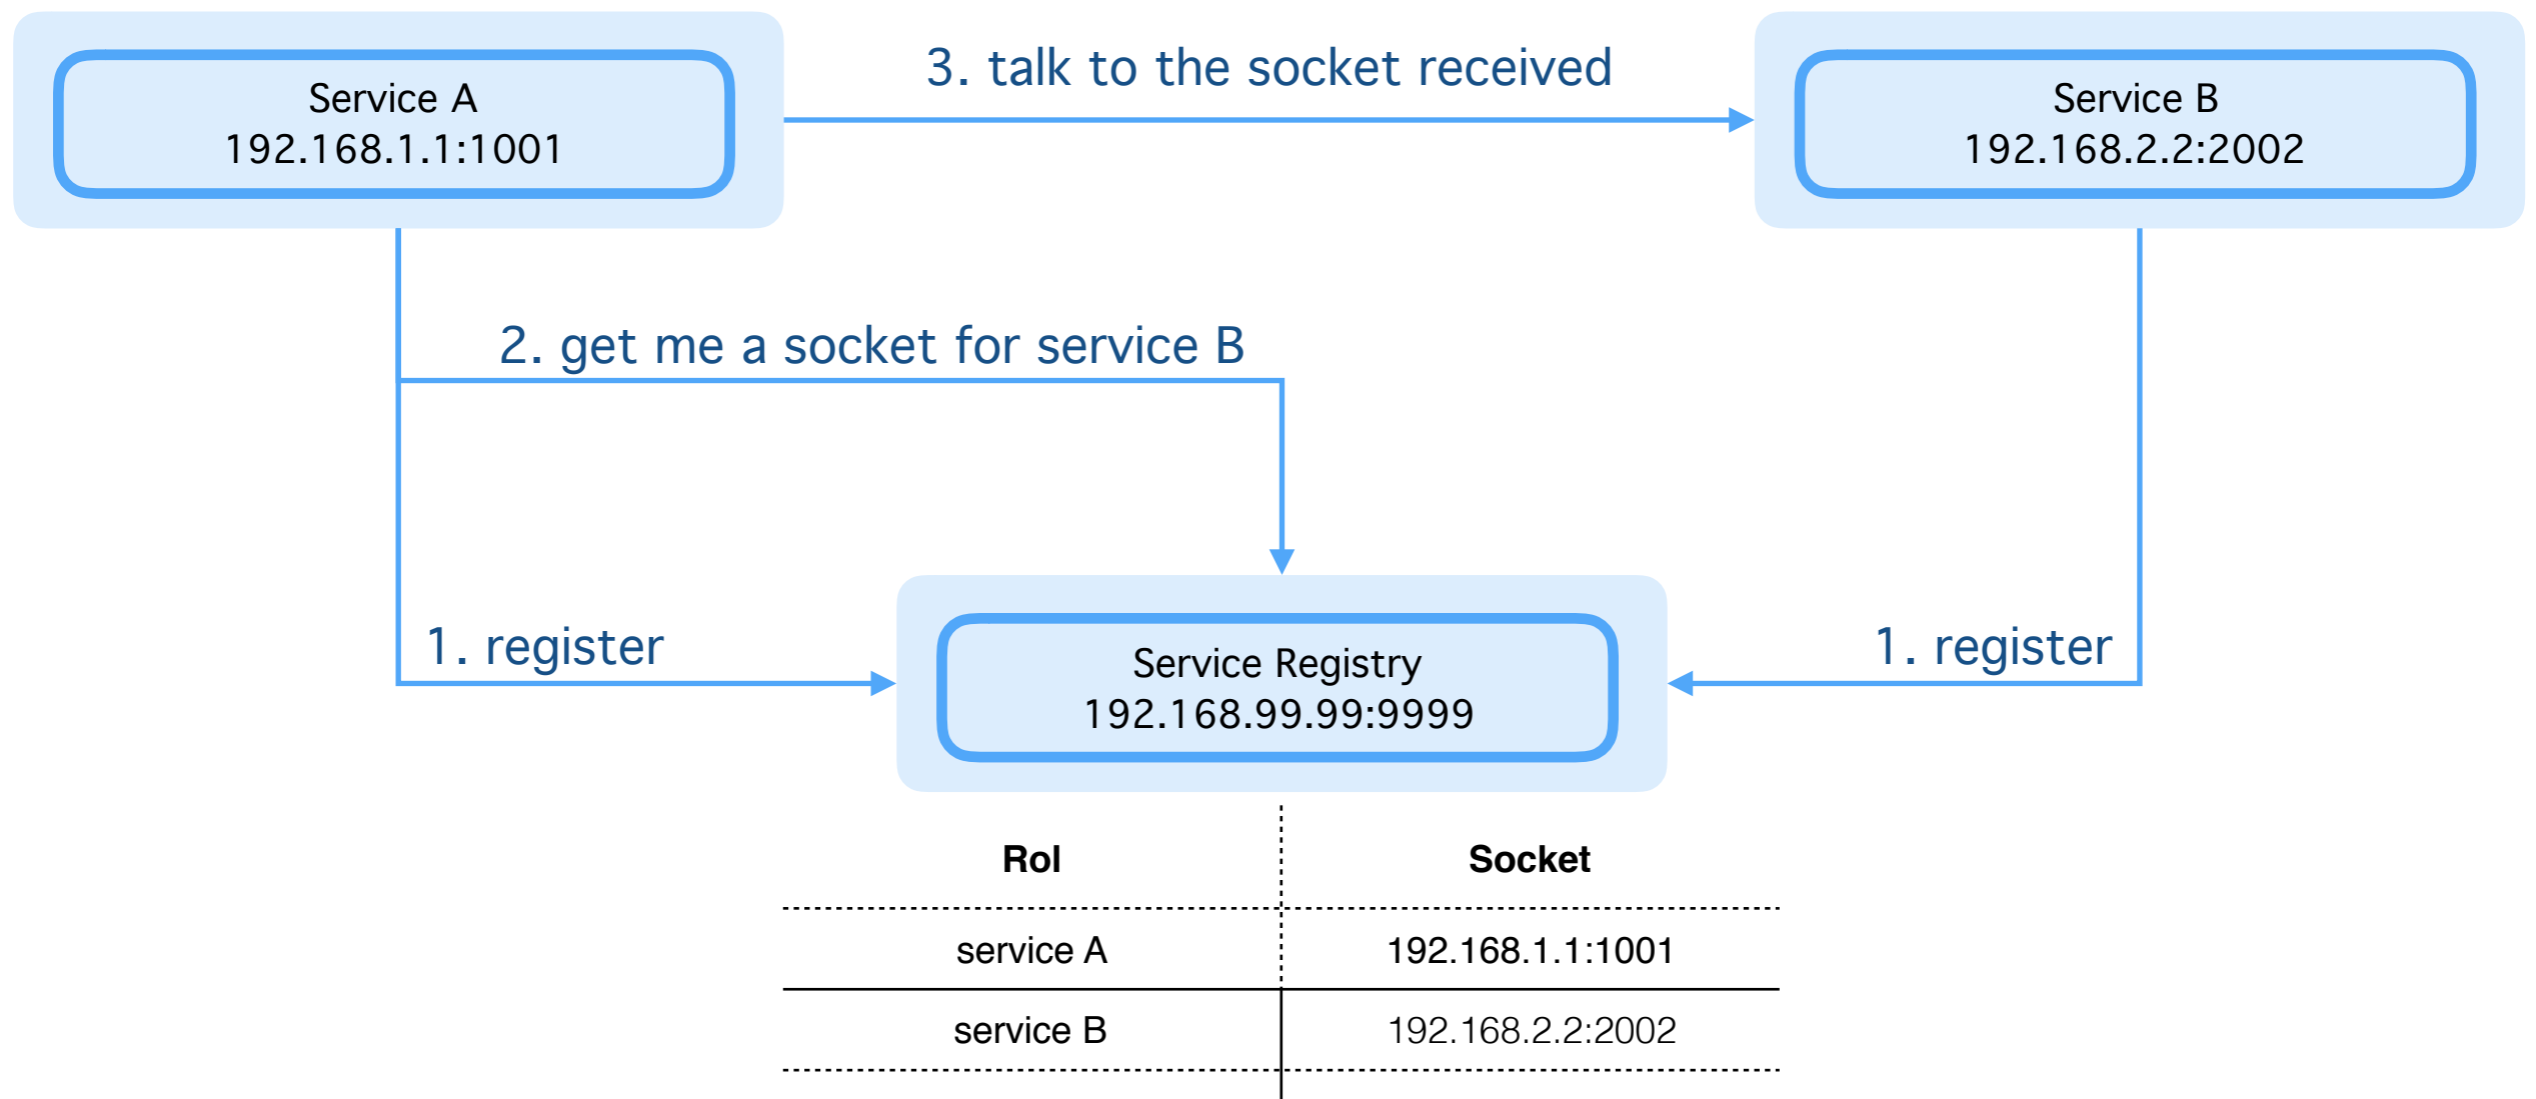 Service A
192.168.1.1:1001
3. talk to the socket received
Service B
192.168.2.2:2002
2. get me a socket for service B
1. register
Service Registry
192.168.99.99:9999
1. register
Rol
Socket
service A
192.168.1.1:1001
service B
192.168.2.2:2002